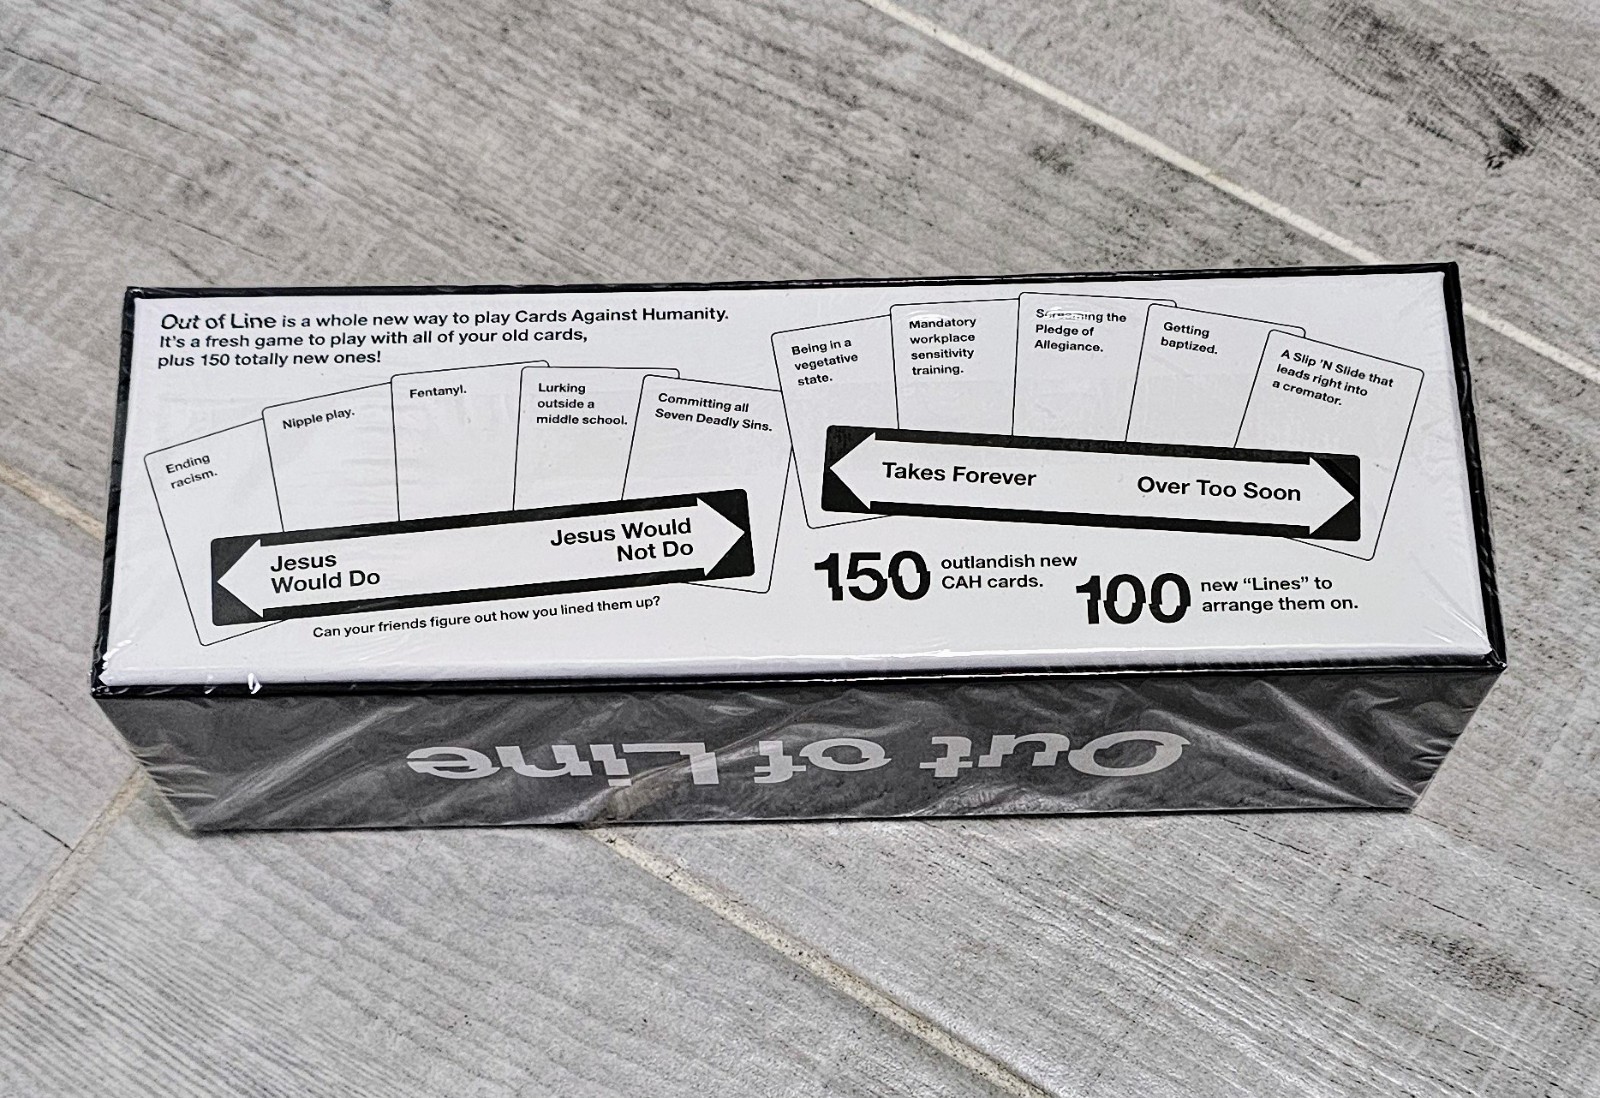 Out of Line is a whole new way to play Cards Against Humanity.
It's a fresh game to play with all of your old cards,
plus 150 totally new ones!
Ending
racism.
Nipple play.
Fentanyl.
Lurking
outside a
middle school.
Committing all
Seven Deadly Sins.
Jesus
Would Do
Jesus Would
Not Do
Can your friends figure out how you lined them up?
Being in a
vegetative
state.
Mandatory
workplace
sensitivity
training.
Screaming the
Pledge of
Allegiance.
Getting
baptized.
A Slip 'N Slide that
leads right into
a cremator.
Takes Forever
Over Too Soon
150 outlandish new
CAH cards.
100 new “Lines” to
arrange them on.
Out of Line